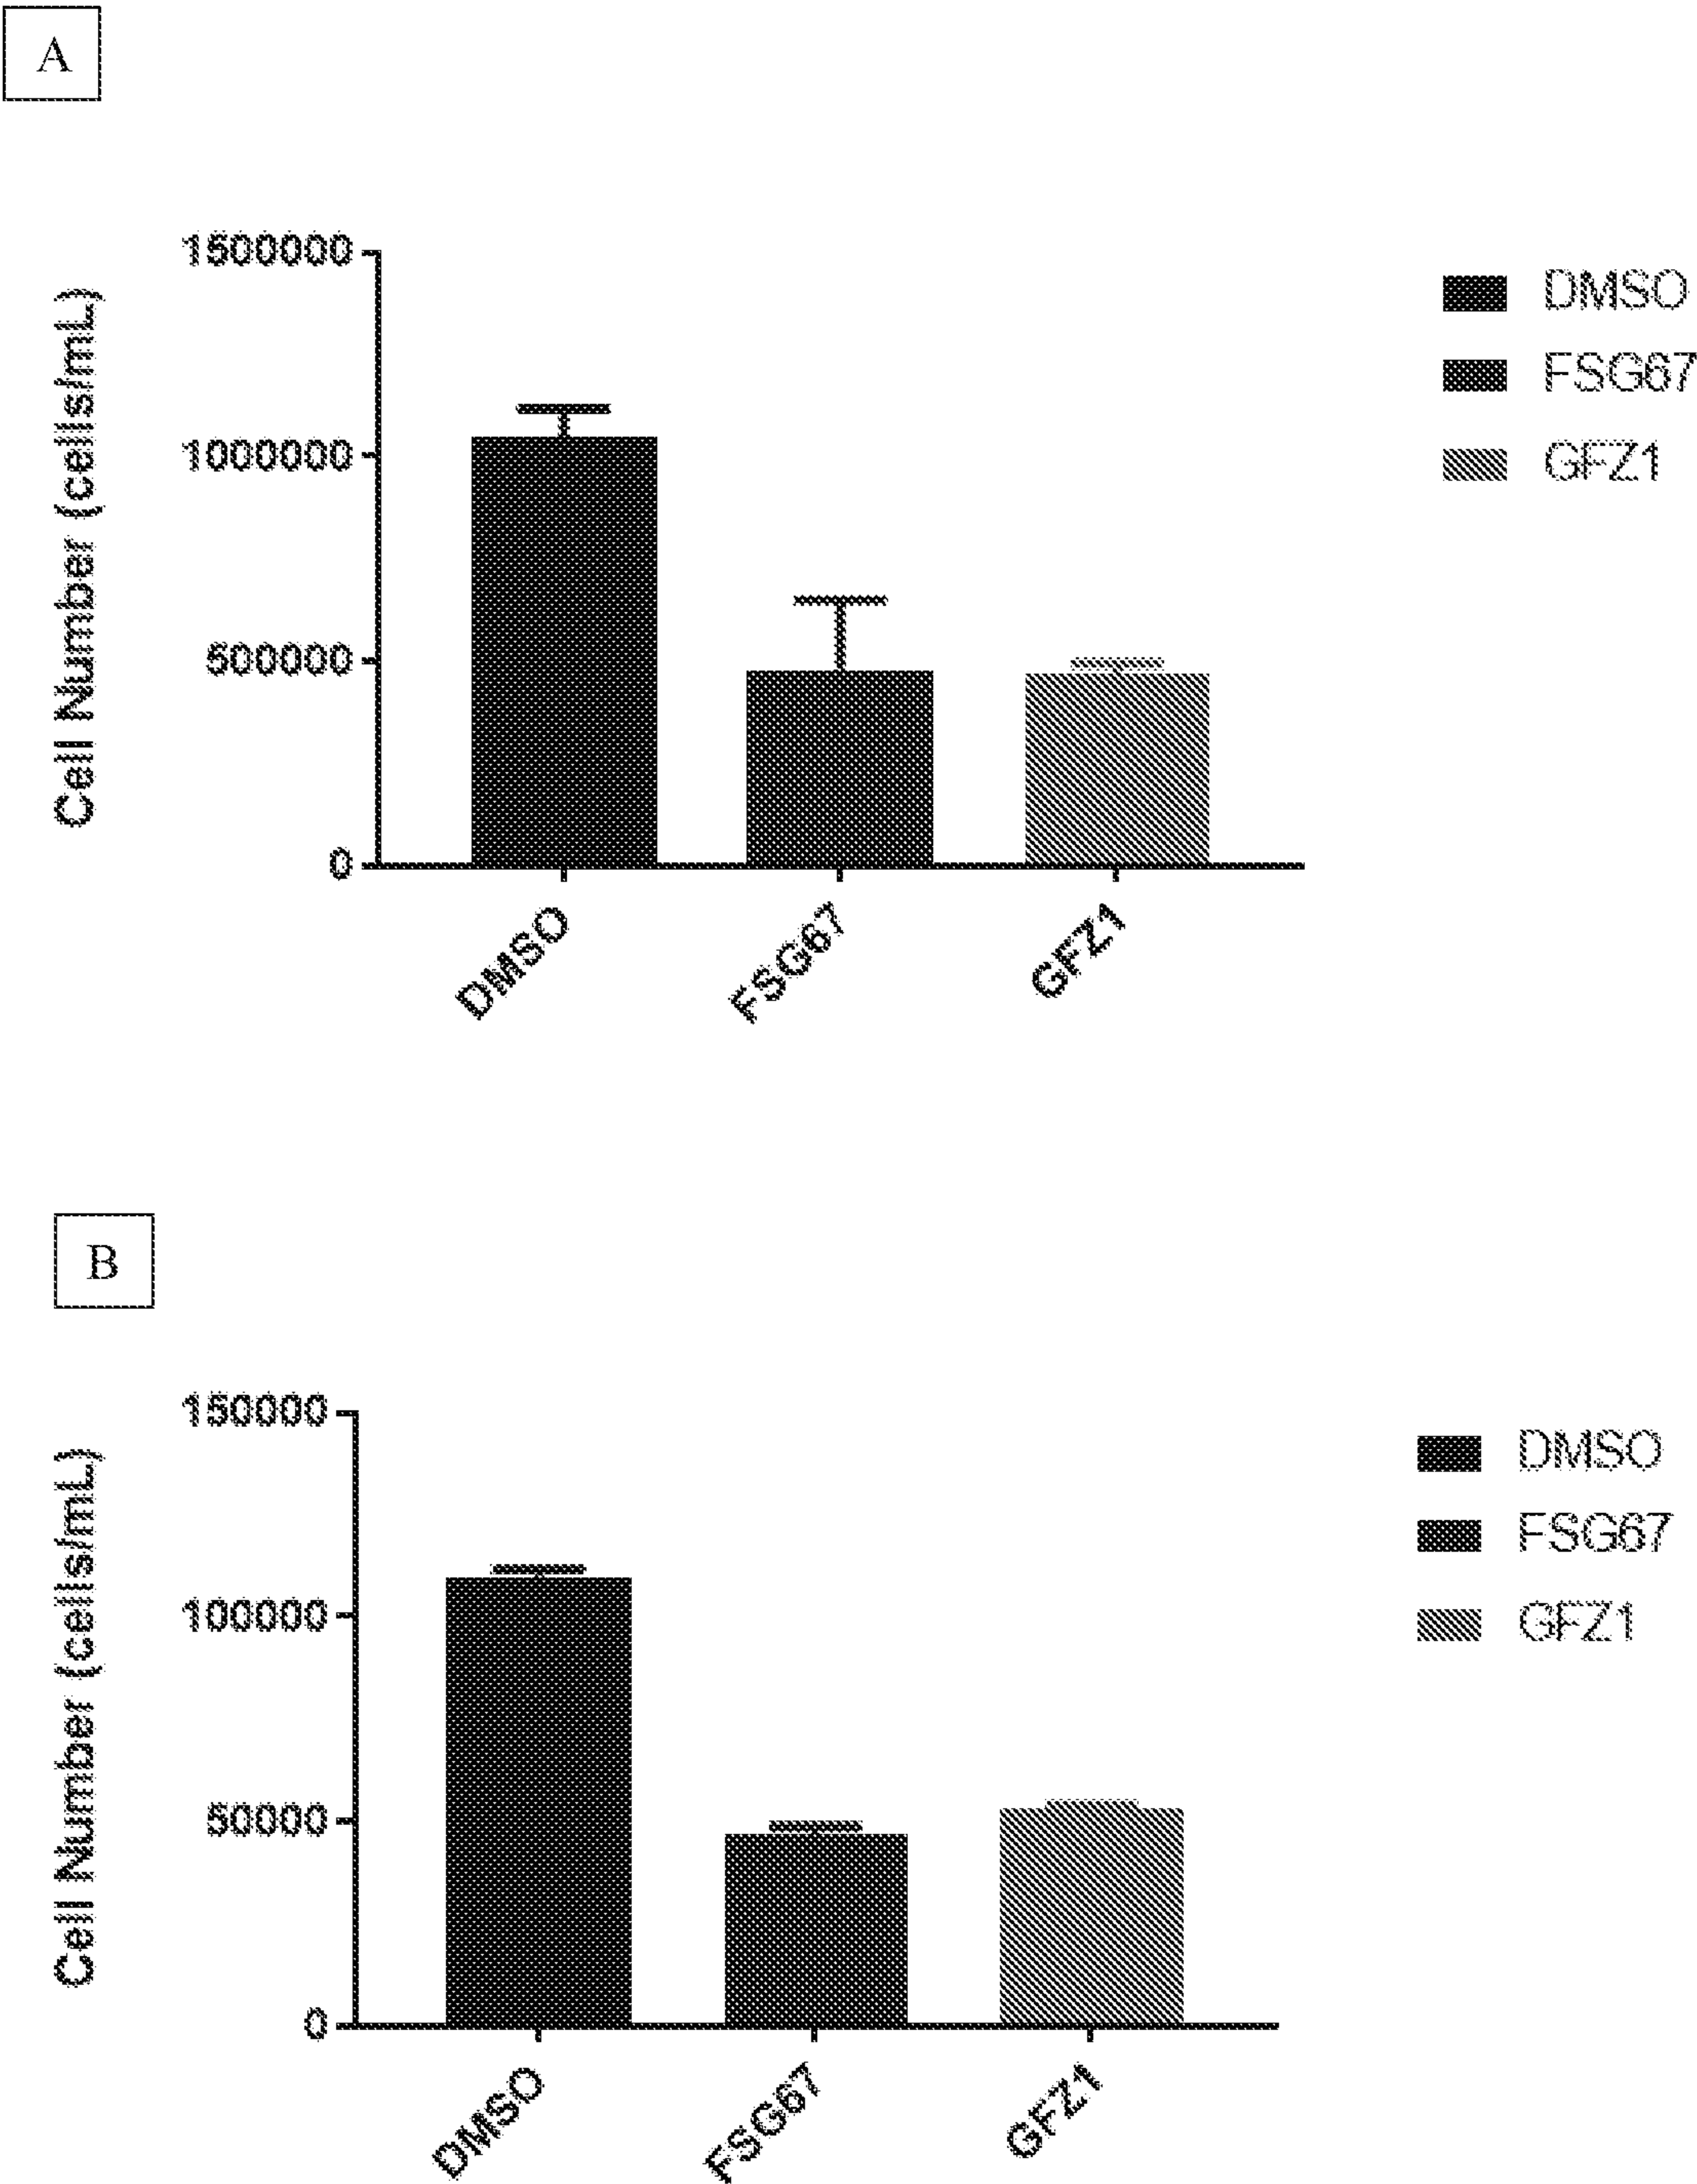 A
Cell Number (cells/mL)
1500000
1000000
500000
0
DMSO
FSG67
GFZ1
DMSO
FSG67
GFZ1
B
Cell Number (cells/mL)
150000
100000
50000
0
DMSO
FSG67
GFZ1
DMSO
FSG67
GFZ1